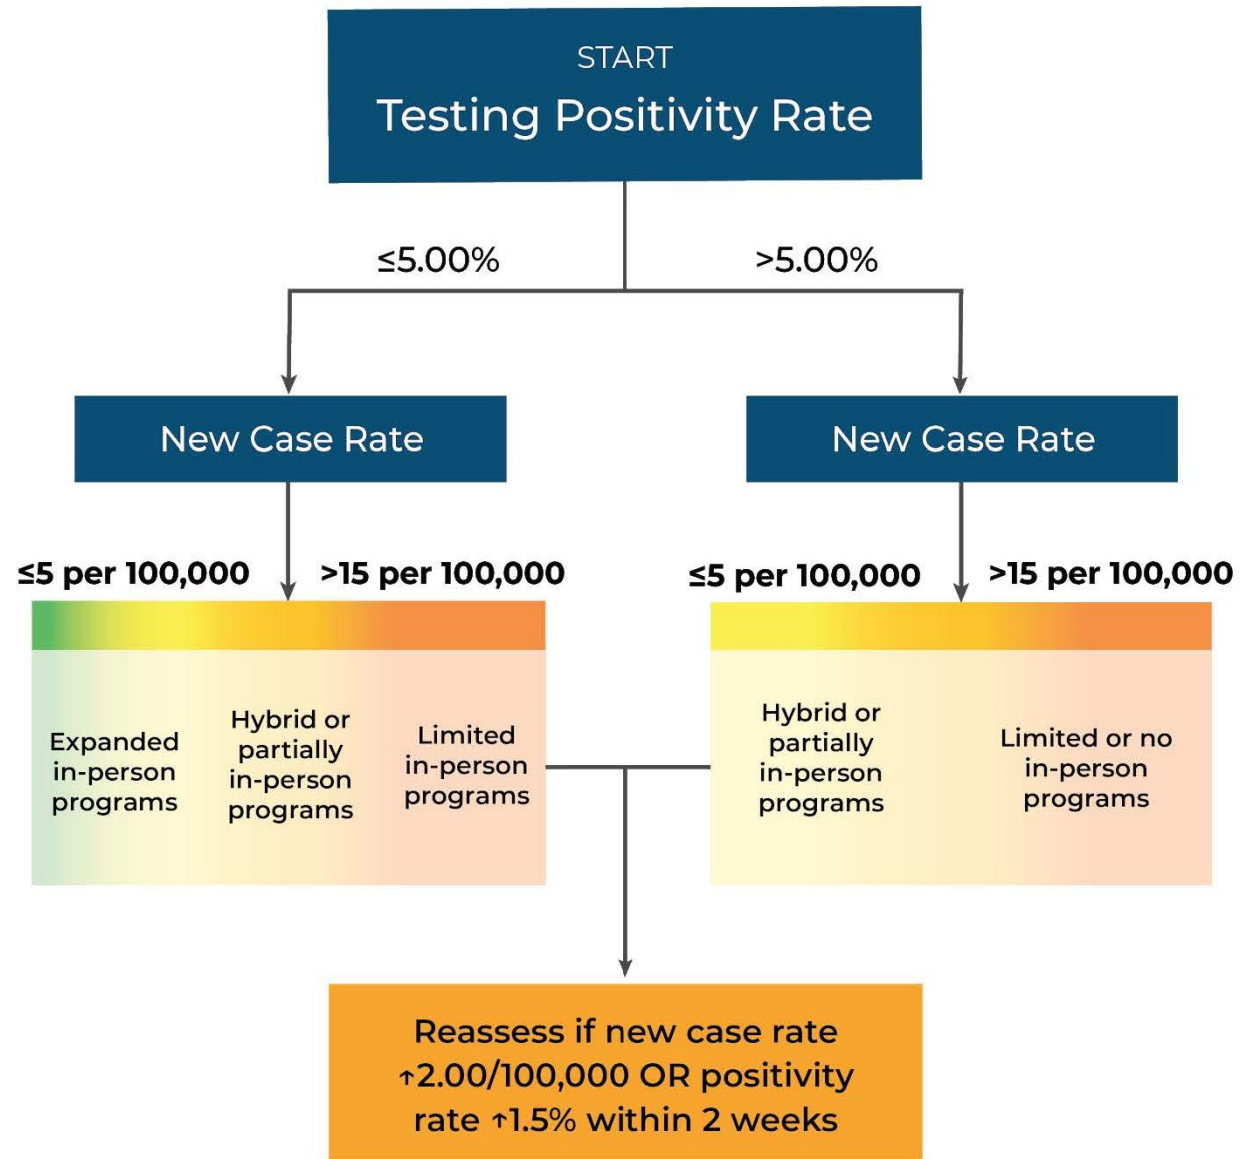 START
Testing Positivity Rate
≤5.00%
>5.00%
New Case Rate
New Case Rate
≤5 per 100,000
>15 per 100,000
≤5 per 100,000
>15 per 100,000
Expanded
in-person
programs
Hybrid or
partially
in-person
programs
Limited
in-person
programs
Hybrid or
partially
in-person
programs
Limited or no
in-person
programs
Reassess if new case rate
↑2.00/100,000 OR positivity
rate ↑1.5% within 2 weeks